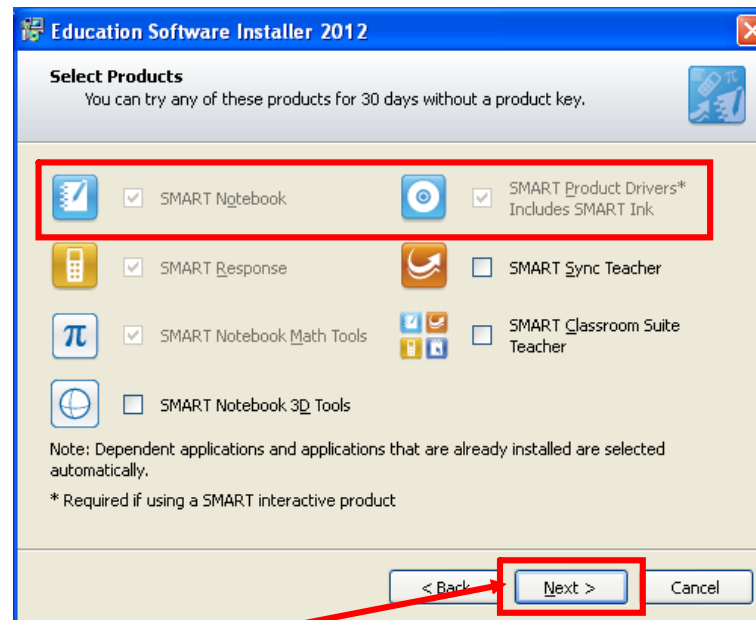 Education Software Installer 2012
Select Products
You can try any of these products for 30 days without a product key.
SMART Notebook
SMART Product Drivers*
Includes SMART Ink
SMART Response
SMART Sync Teacher
SMART Notebook Math Tools
SMART Classroom Suite
Teacher
SMART Notebook 3D Tools
Note: Dependent applications and applications that are already installed are selected
automatically.
* Required if using a SMART interactive product
< Back
Next >
Cancel